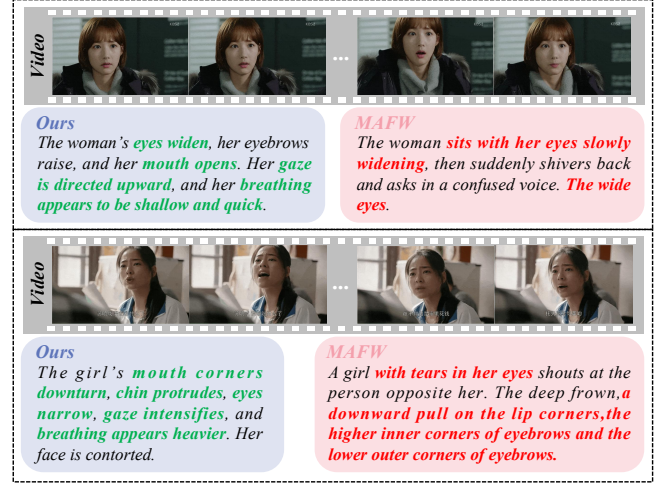 Video
...
Ours
The woman's eyes widen, her eyebrows
raise, and her mouth opens. Her gaze
is directed upward, and her breathing
appears to be shallow and quick.
MAFW
The woman sits with her eyes slowly
widening, then suddenly shivers back
and asks in a confused voice. The wide
eyes.
Video
...
Ours
The girl's mouth corners
downturn, chin protrudes, eyes
narrow, gaze intensifies, and
breathing appears heavier. Her
face is contorted.
MAFW
A girl with tears in her eyes shouts at the
person opposite her. The deep frown,a
downward pull on the lip corners,the
higher inner corners of eyebrows and the
lower outer corners of eyebrows.